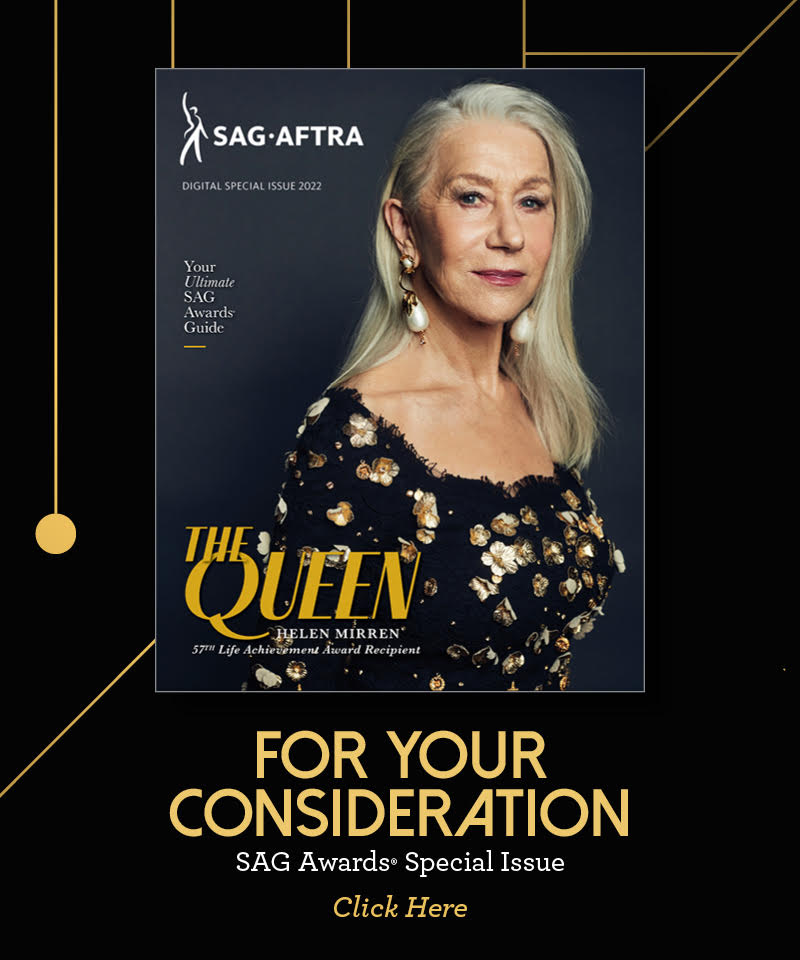 SAG·AFTRA
DIGITAL SPECIAL ISSUE 2022
Your
Ultimate
SAG
Awards®
Guide
THE
QUEEN
HELEN MIRREN
57TH Life Achievement Award Recipient
FOR YOUR
CONSIDERATION
SAG Awards® Special Issue
Click Here